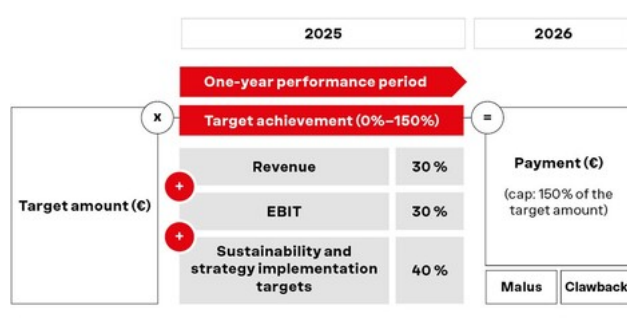 2025
2026
One-year performance period
x
Target achievement (0%–150%)
=
Target amount (€)
Revenue
30 %
+
EBIT
30 %
+
Sustainability and
strategy implementation
targets
40 %
Payment (€)
(cap: 150% of the
target amount)
Malus
Clawback